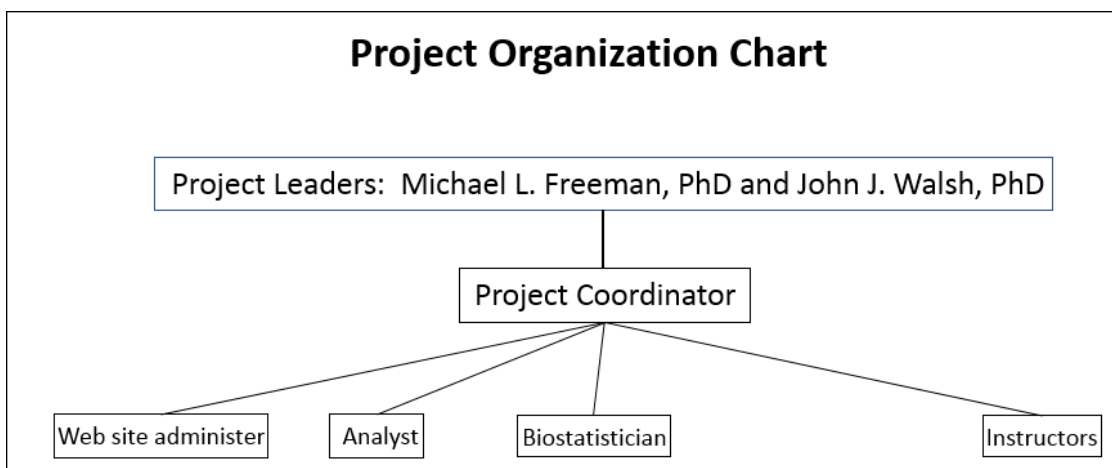 Project Organization Chart
Project Leaders:  Michael L. Freeman, PhD and John J. Walsh, PhD
Project Coordinator
Web site administer
Analyst
Biostatistician
Instructors